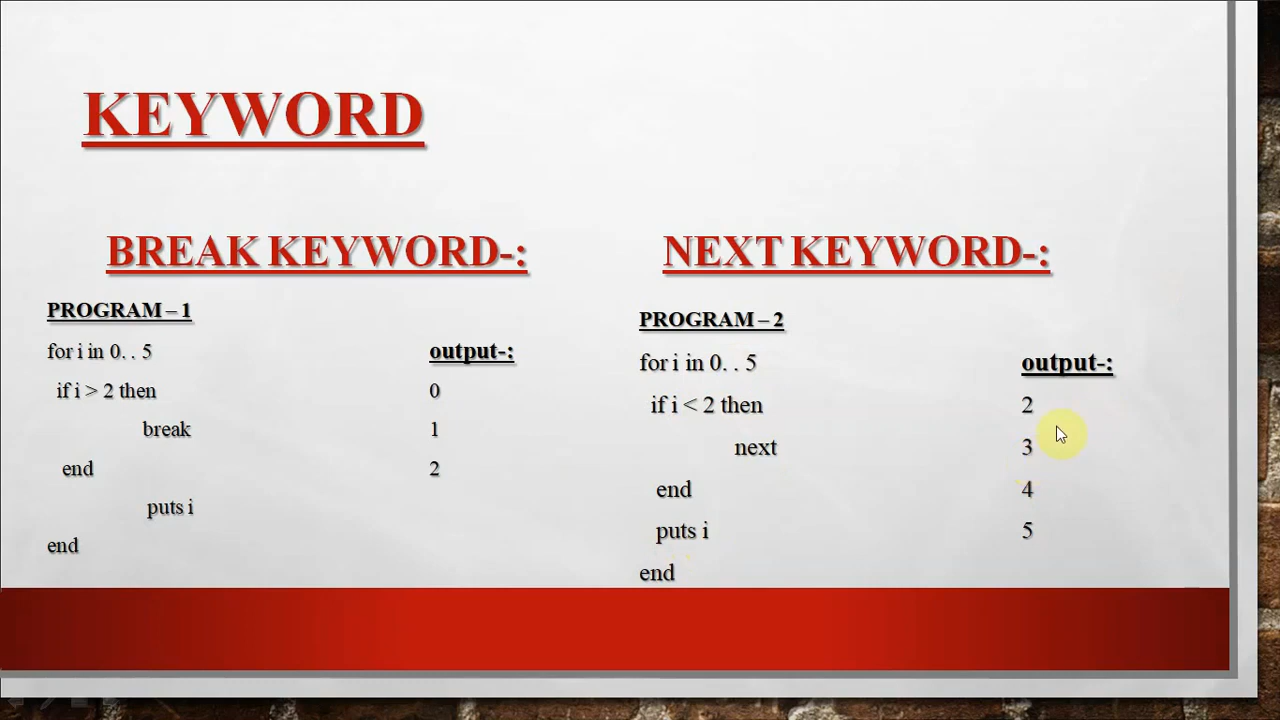 KEYWORD
BREAK KEYWORD-:
PROGRAM – 1
for i in 0. . 5
if i > 2 then
break
end
puts i
end
output-:
0
1
2
NEXT KEYWORD-:
PROGRAM – 2
for i in 0. . 5
if i < 2 then
next
end
puts i
end
output-:
2
3
4
5